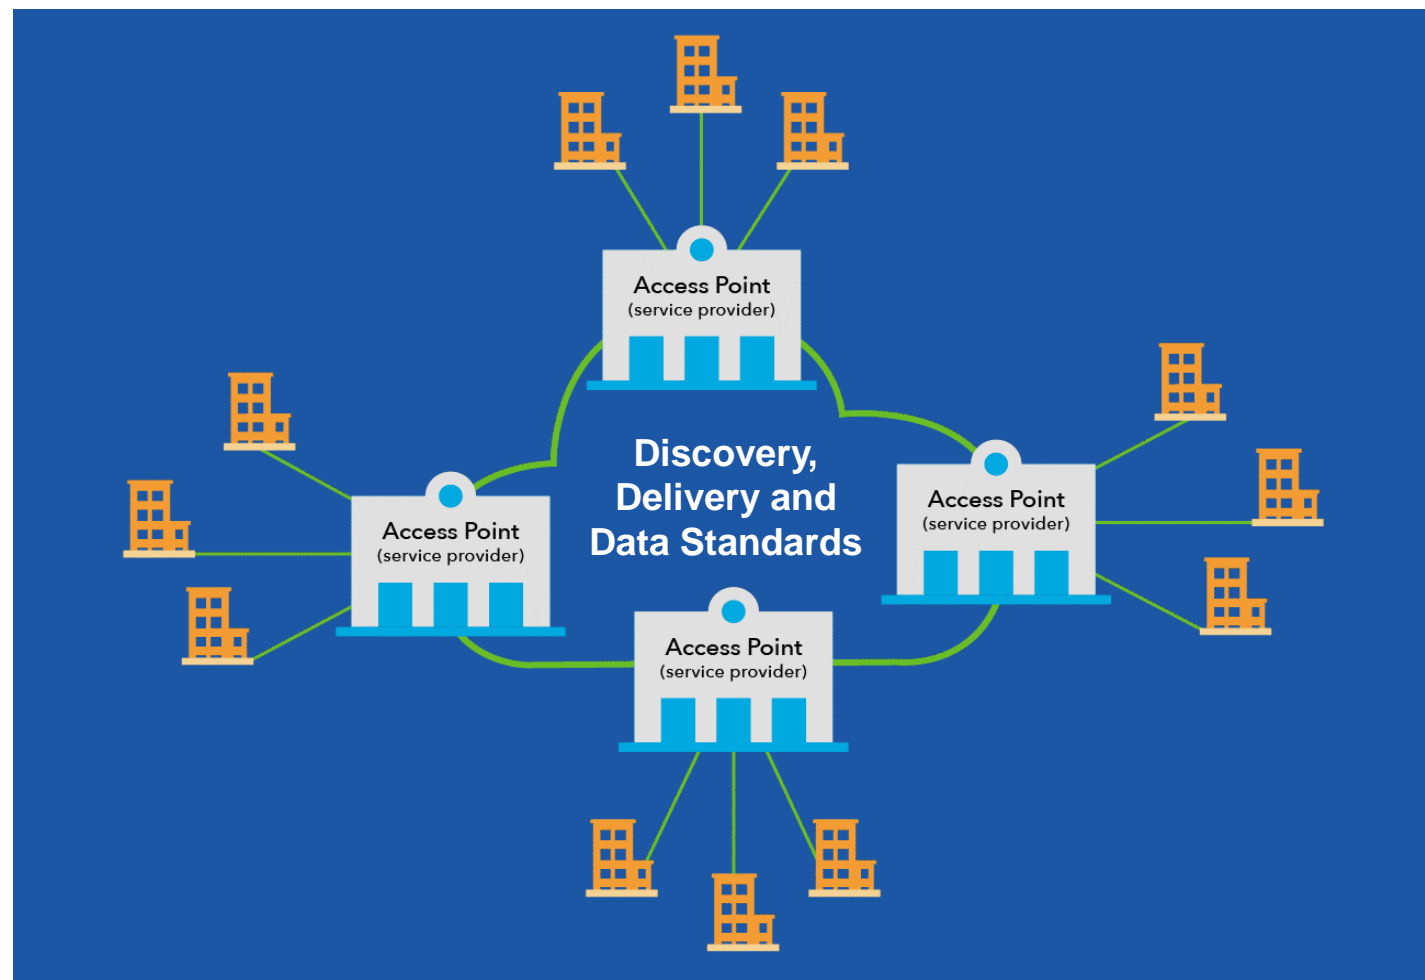 Access Point
(service provider)
Discovery,
Delivery and
Data Standards
Access Point
(service provider)
Access Point
(service provider)
Access Point
(service provider)